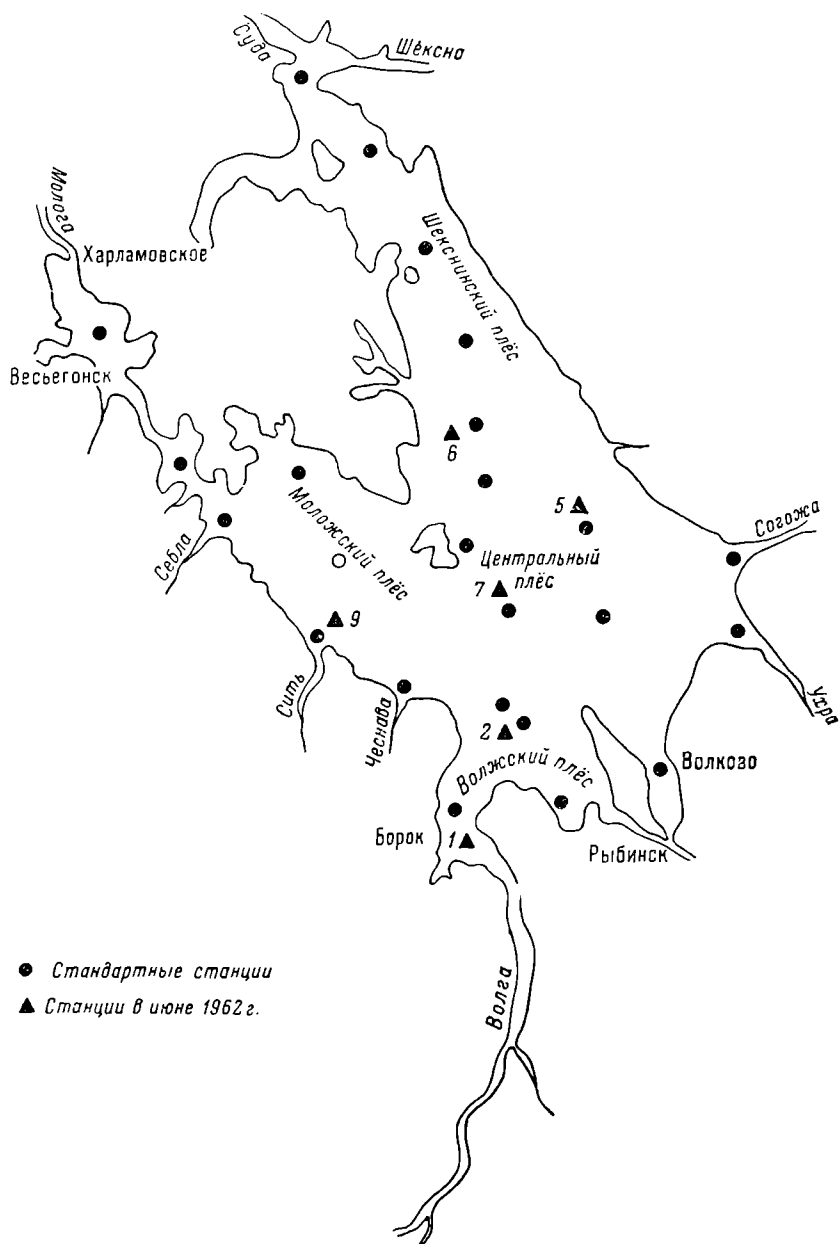 Суда
Шексна
Молога
Харламовское
Шекснинский плёс
Весьегонск
6
5
Согожа
Моложский плёс
Себла
Центральный
плёс
7
9
Сить
Чеснава
Ухра
2
Волжский плёс
Волково
Борок
1
Рыбинск
Стандартные станции
Волга
Станции в июне 1962 г.